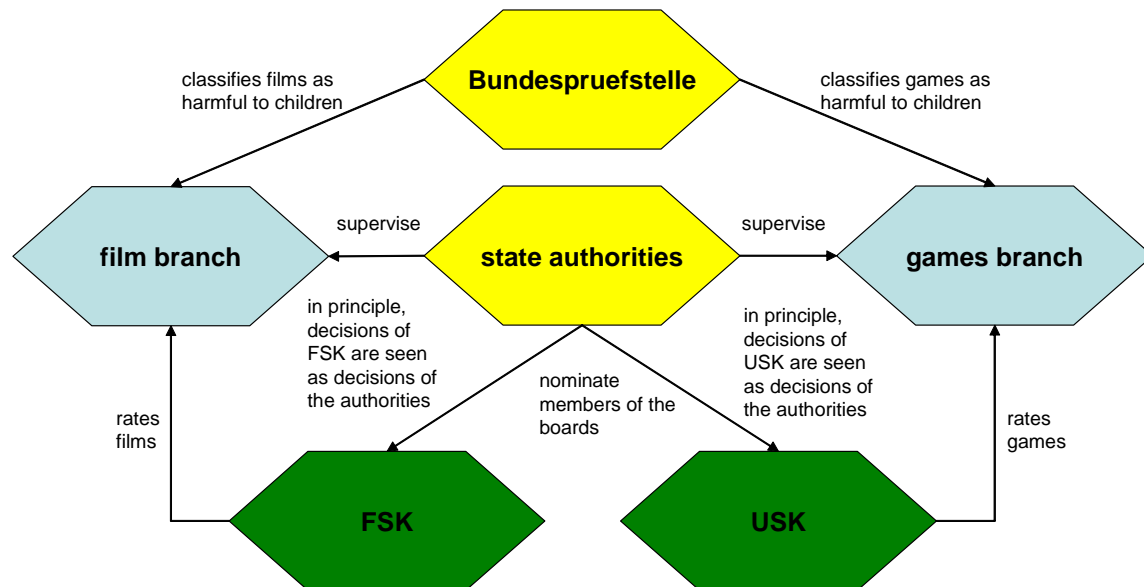 Bundespruefstelle
classifies films as
harmful to children
classifies games as
harmful to children
film branch
supervise
state authorities
supervise
games branch
in principle,
decisions of
FSK are seen
as decisions of
the authorities
in principle,
decisions of
USK are seen
as decisions of
the authorities
nominate
members of the
boards
rates
films
rates
games
FSK
USK